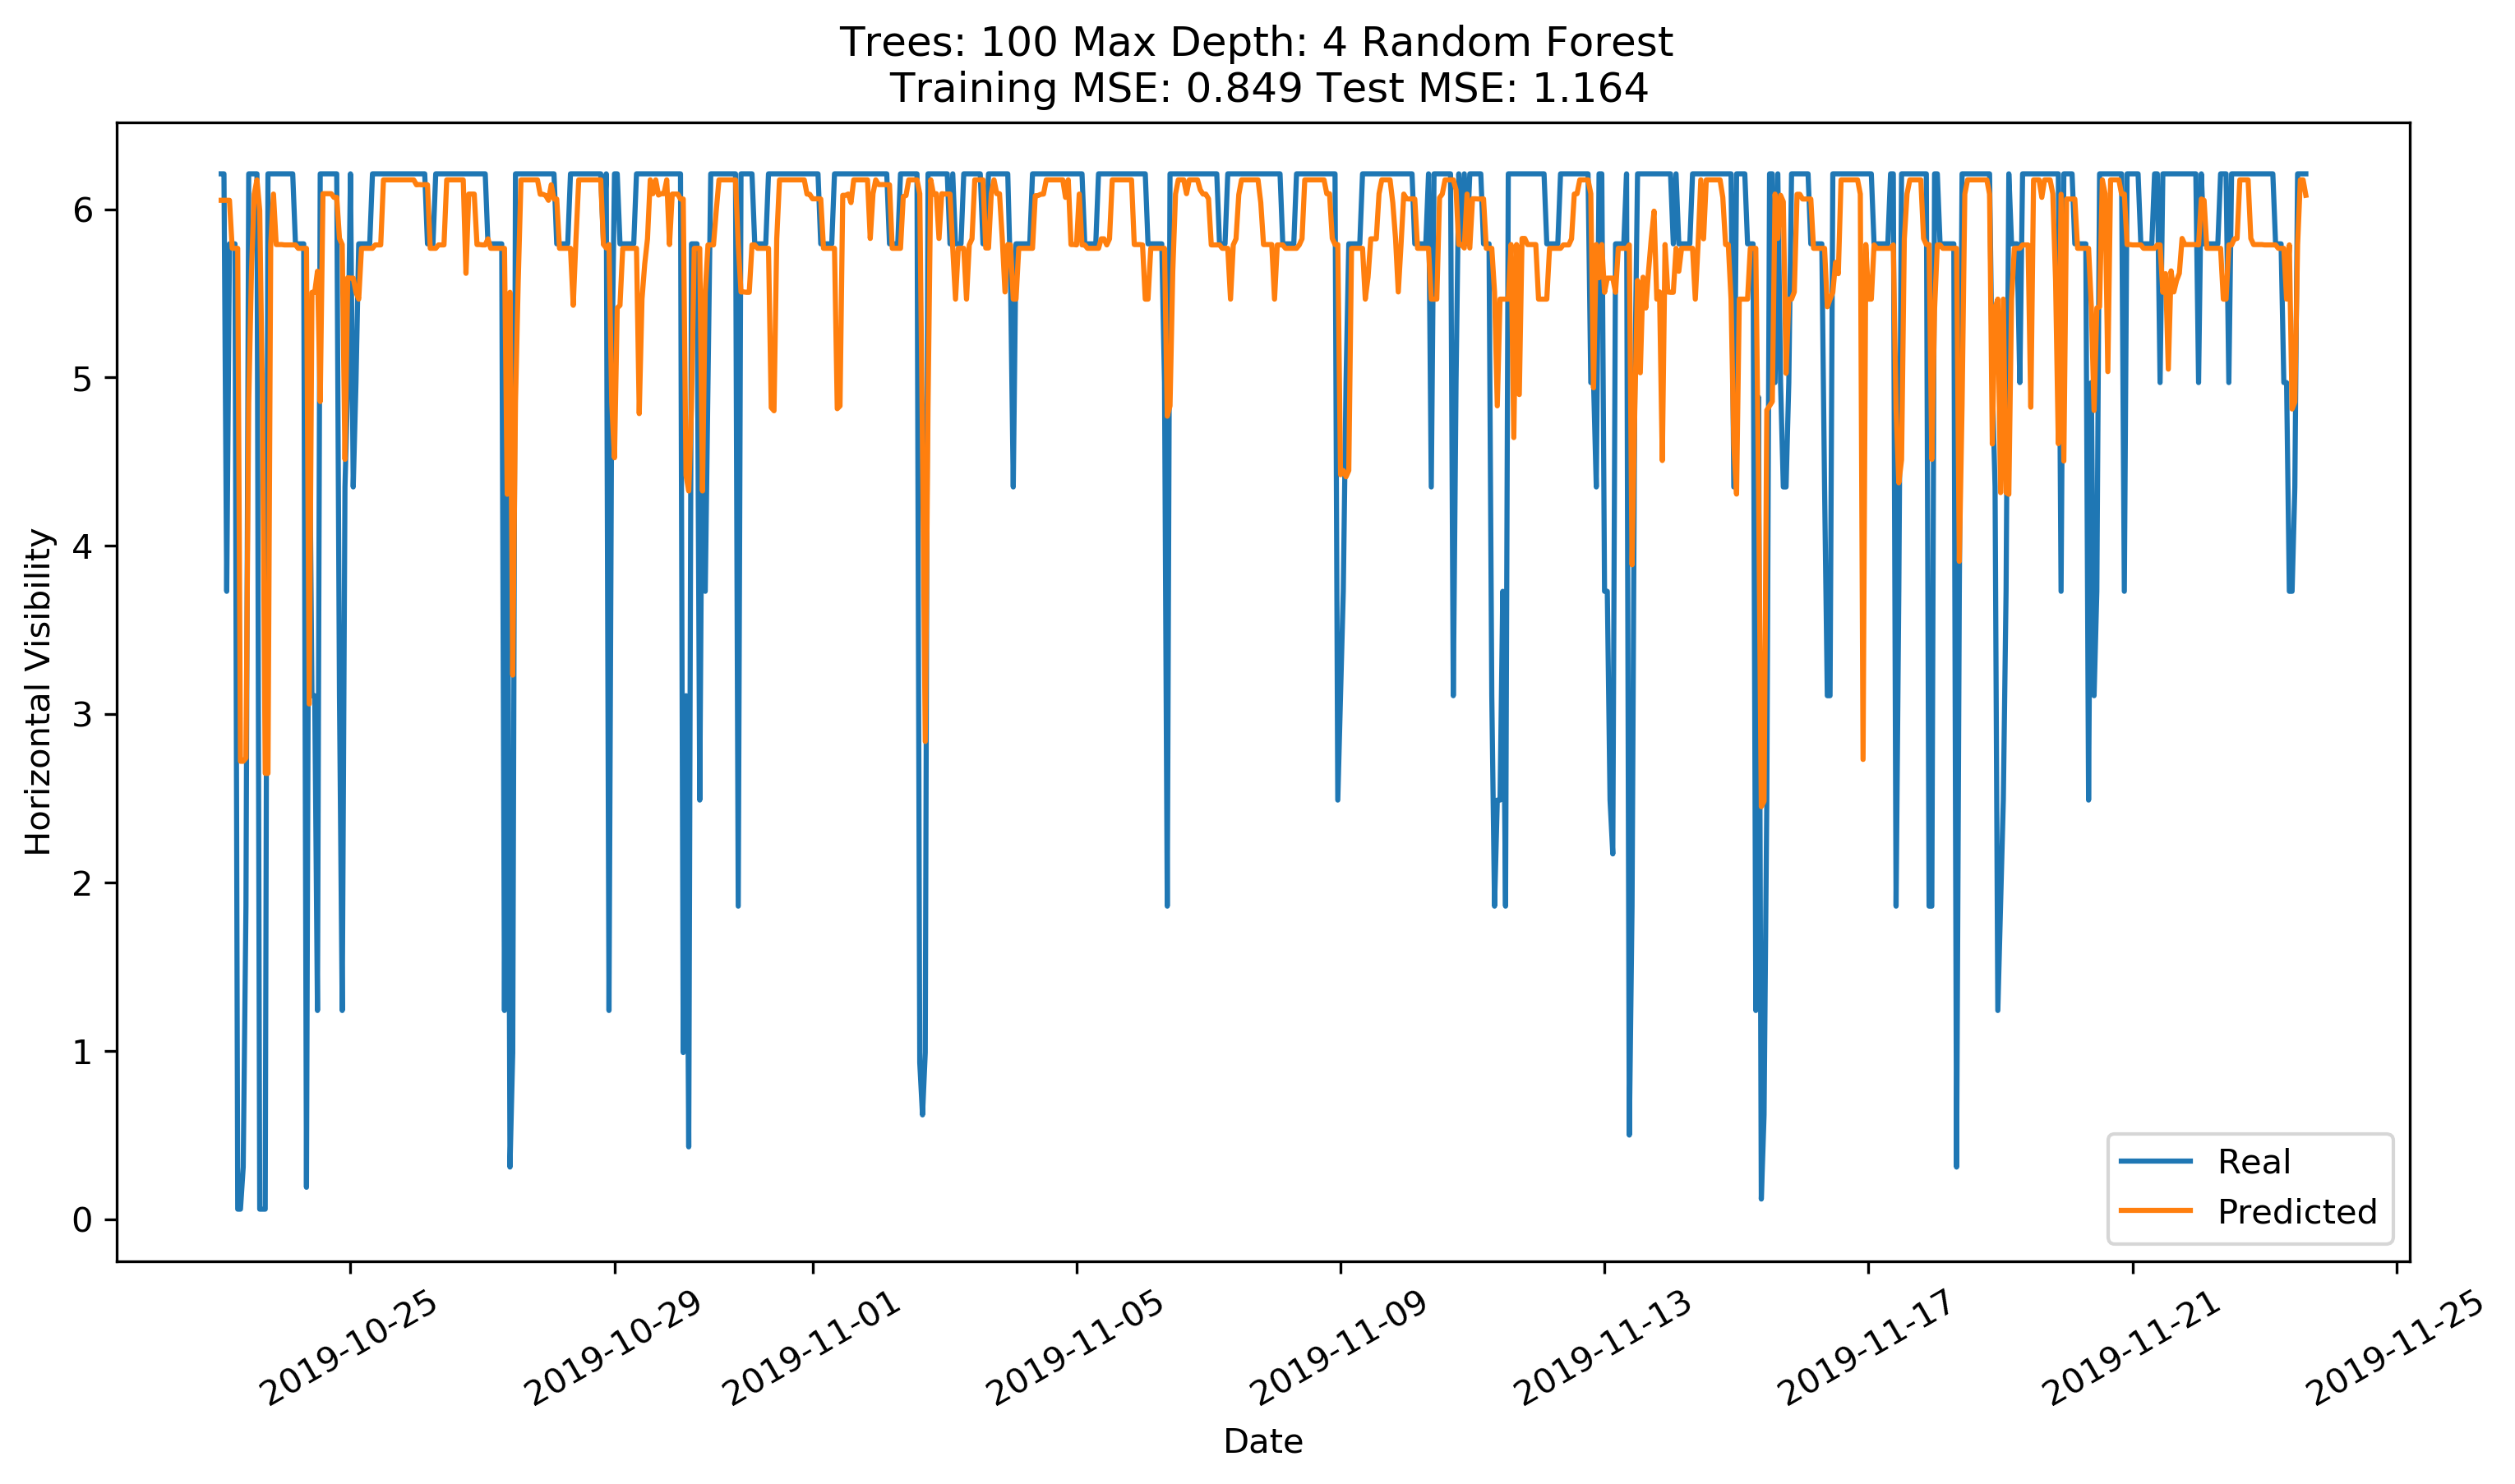 Trees: 100 Max Depth: 4 Random Forest
Training MSE: 0.849 Test MSE: 1.164
Horizontal Visibility
6
5
4
3
2
1
0
Real
Predicted
2019-10-25
2019-10-29
2019-11-01
2019-11-05
2019-11-09
2019-11-13
2019-11-17
2019-11-21
2019-11-25
Date